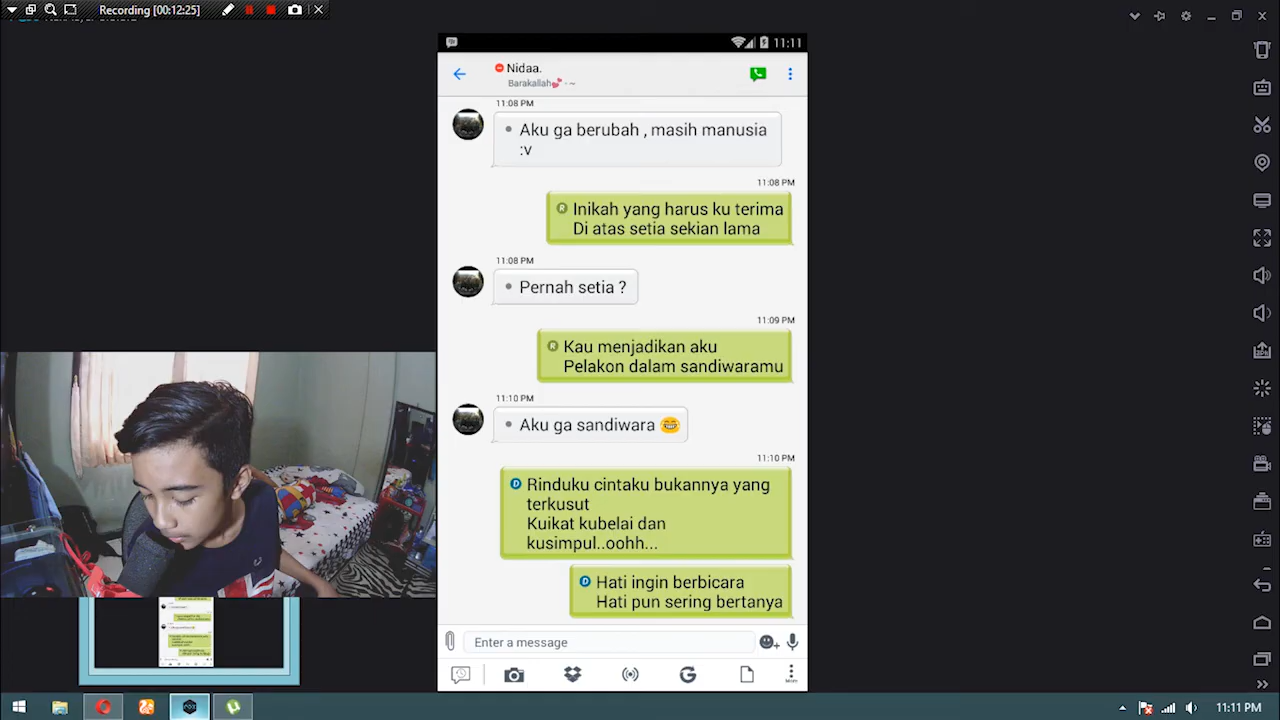 Recording [00:12:25]
11:11
Nidaa.
Barakallah💕 - ~
11:08 PM
Aku ga berubah , masih manusia
:v
11:08 PM
R Inikah yang harus ku terima
Di atas setia sekian lama
11:08 PM
Pernah setia ?
11:09 PM
R Kau menjadikan aku
Pelakon dalam sandiwaramu
11:10 PM
Aku ga sandiwara 😂
11:10 PM
D Rinduku cintaku bukannya yang
terkusut
Kuikat kubelai dan
kusimpul..oohh...
D Hati ingin berbicara
Hati pun sering bertanya
Enter a message
More
11:11 PM